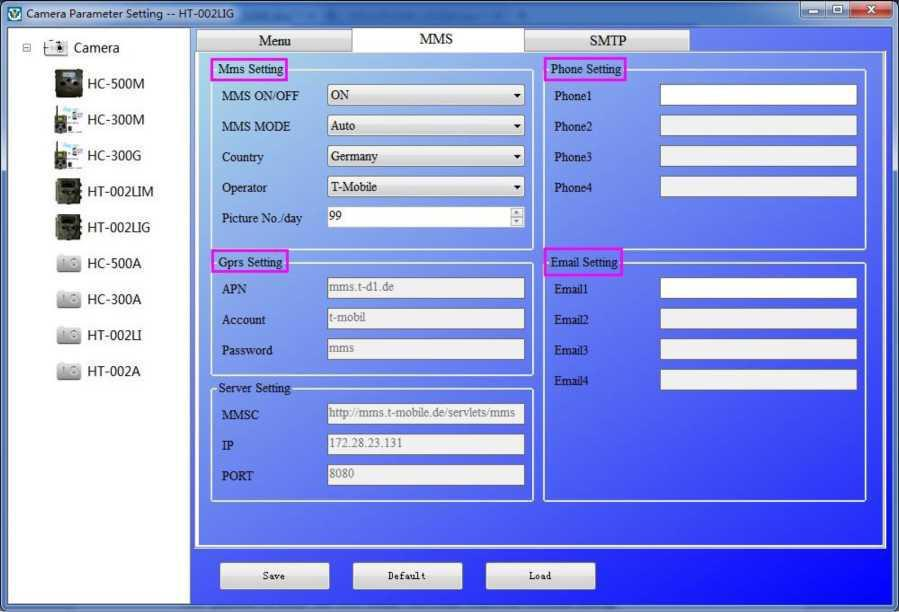 Camera Parameter Setting -- HT-002LIG
Camera
HC-500M
HC-300M
HC-300G
HT-002LIM
HT-002LIG
HC-500A
HC-300A
HT-002LI
HT-002A
Menu
MMS
SMTP
Mms Setting
MMS ON/OFF
ON
MMS MODE
Auto
Country
Germany
Operator
T-Mobile
Picture No./day
99
Gprs Setting
APN
mms.t-d1.de
Account
t-mobil
Password
mms
Server Setting
MMSC
http://mms.t-mobile.de/servlets/mms
IP
172.28.23.131
PORT
8080
Phone Setting
Phone1
Phone2
Phone3
Phone4
Email Setting
Email1
Email2
Email3
Email4
Save
Default
Load